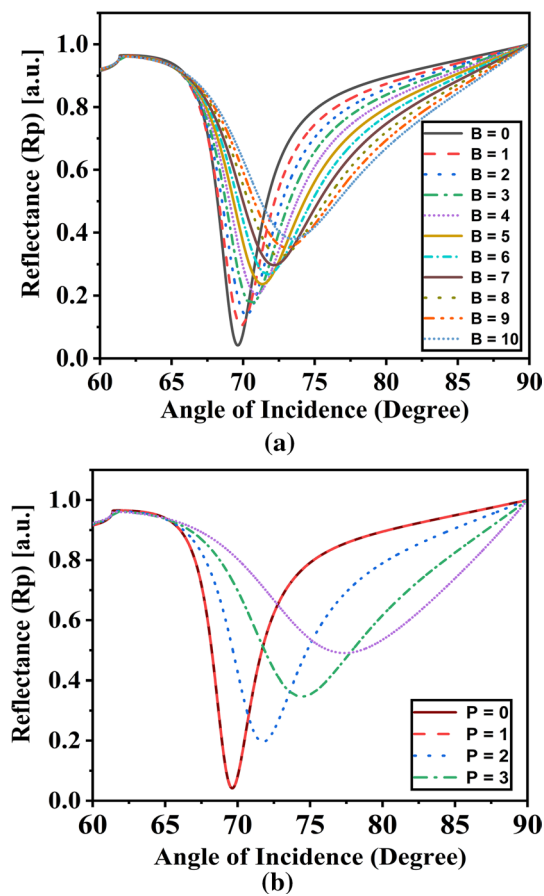 Reflectance (Rp) [a.u.]
1.0
0.8
0.6
0.4
0.2
0.0
B = 0
B = 1
B = 2
B = 3
B = 4
B = 5
B = 6
B = 7
B = 8
B = 9
B = 10
60 65 70 75 80 85 90
Angle of Incidence (Degree)
(a)
Reflectance (Rp) [a.u.]
1.0
0.8
0.6
0.4
0.2
0.0
P = 0
P = 1
P = 2
P = 3
60 65 70 75 80 85 90
Angle of Incidence (Degree)
(b)